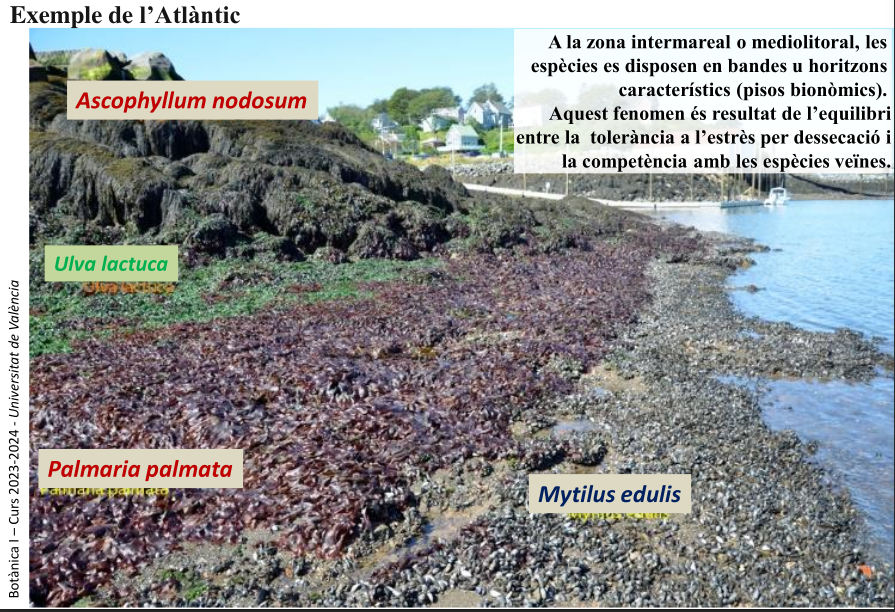 Exemple de l'Atlàntic
A la zona intermareal o mediolitoral, les
espècies es disposen en bandes u horitzons
característics (pisos bionòmics).
Aquest fenomen és resultat de l'equilibri
entre la tolerància a l'estrès per dessecació i
la competència amb les espècies veïnes.
Ascophyllum nodosum
Ulva lactuca
Ulva lactuca
Palmaria palmata
Palmaria palmata
Mytilus edulis
Mytilus edulis
Botànica I – Curs 2023-2024 - Universitat de València